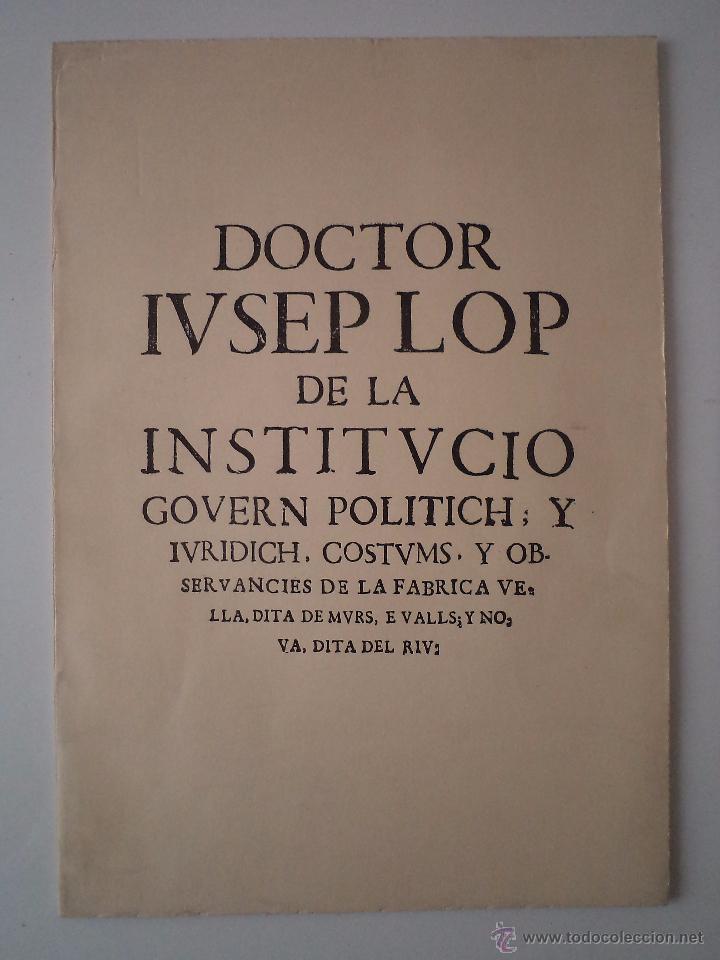 DOCTOR
IVSEP LOP
DE LA
INSTITVCIO
GOVERN POLITICH; Y
IVRIDICH, COSTVMS, Y OB-
SERVANCIES DE LA FABRICA VE-
LLA, DITA DE MVRS, E VALLS; Y NO-
VA, DITA DEL RIV:
www.todocoleccion.net